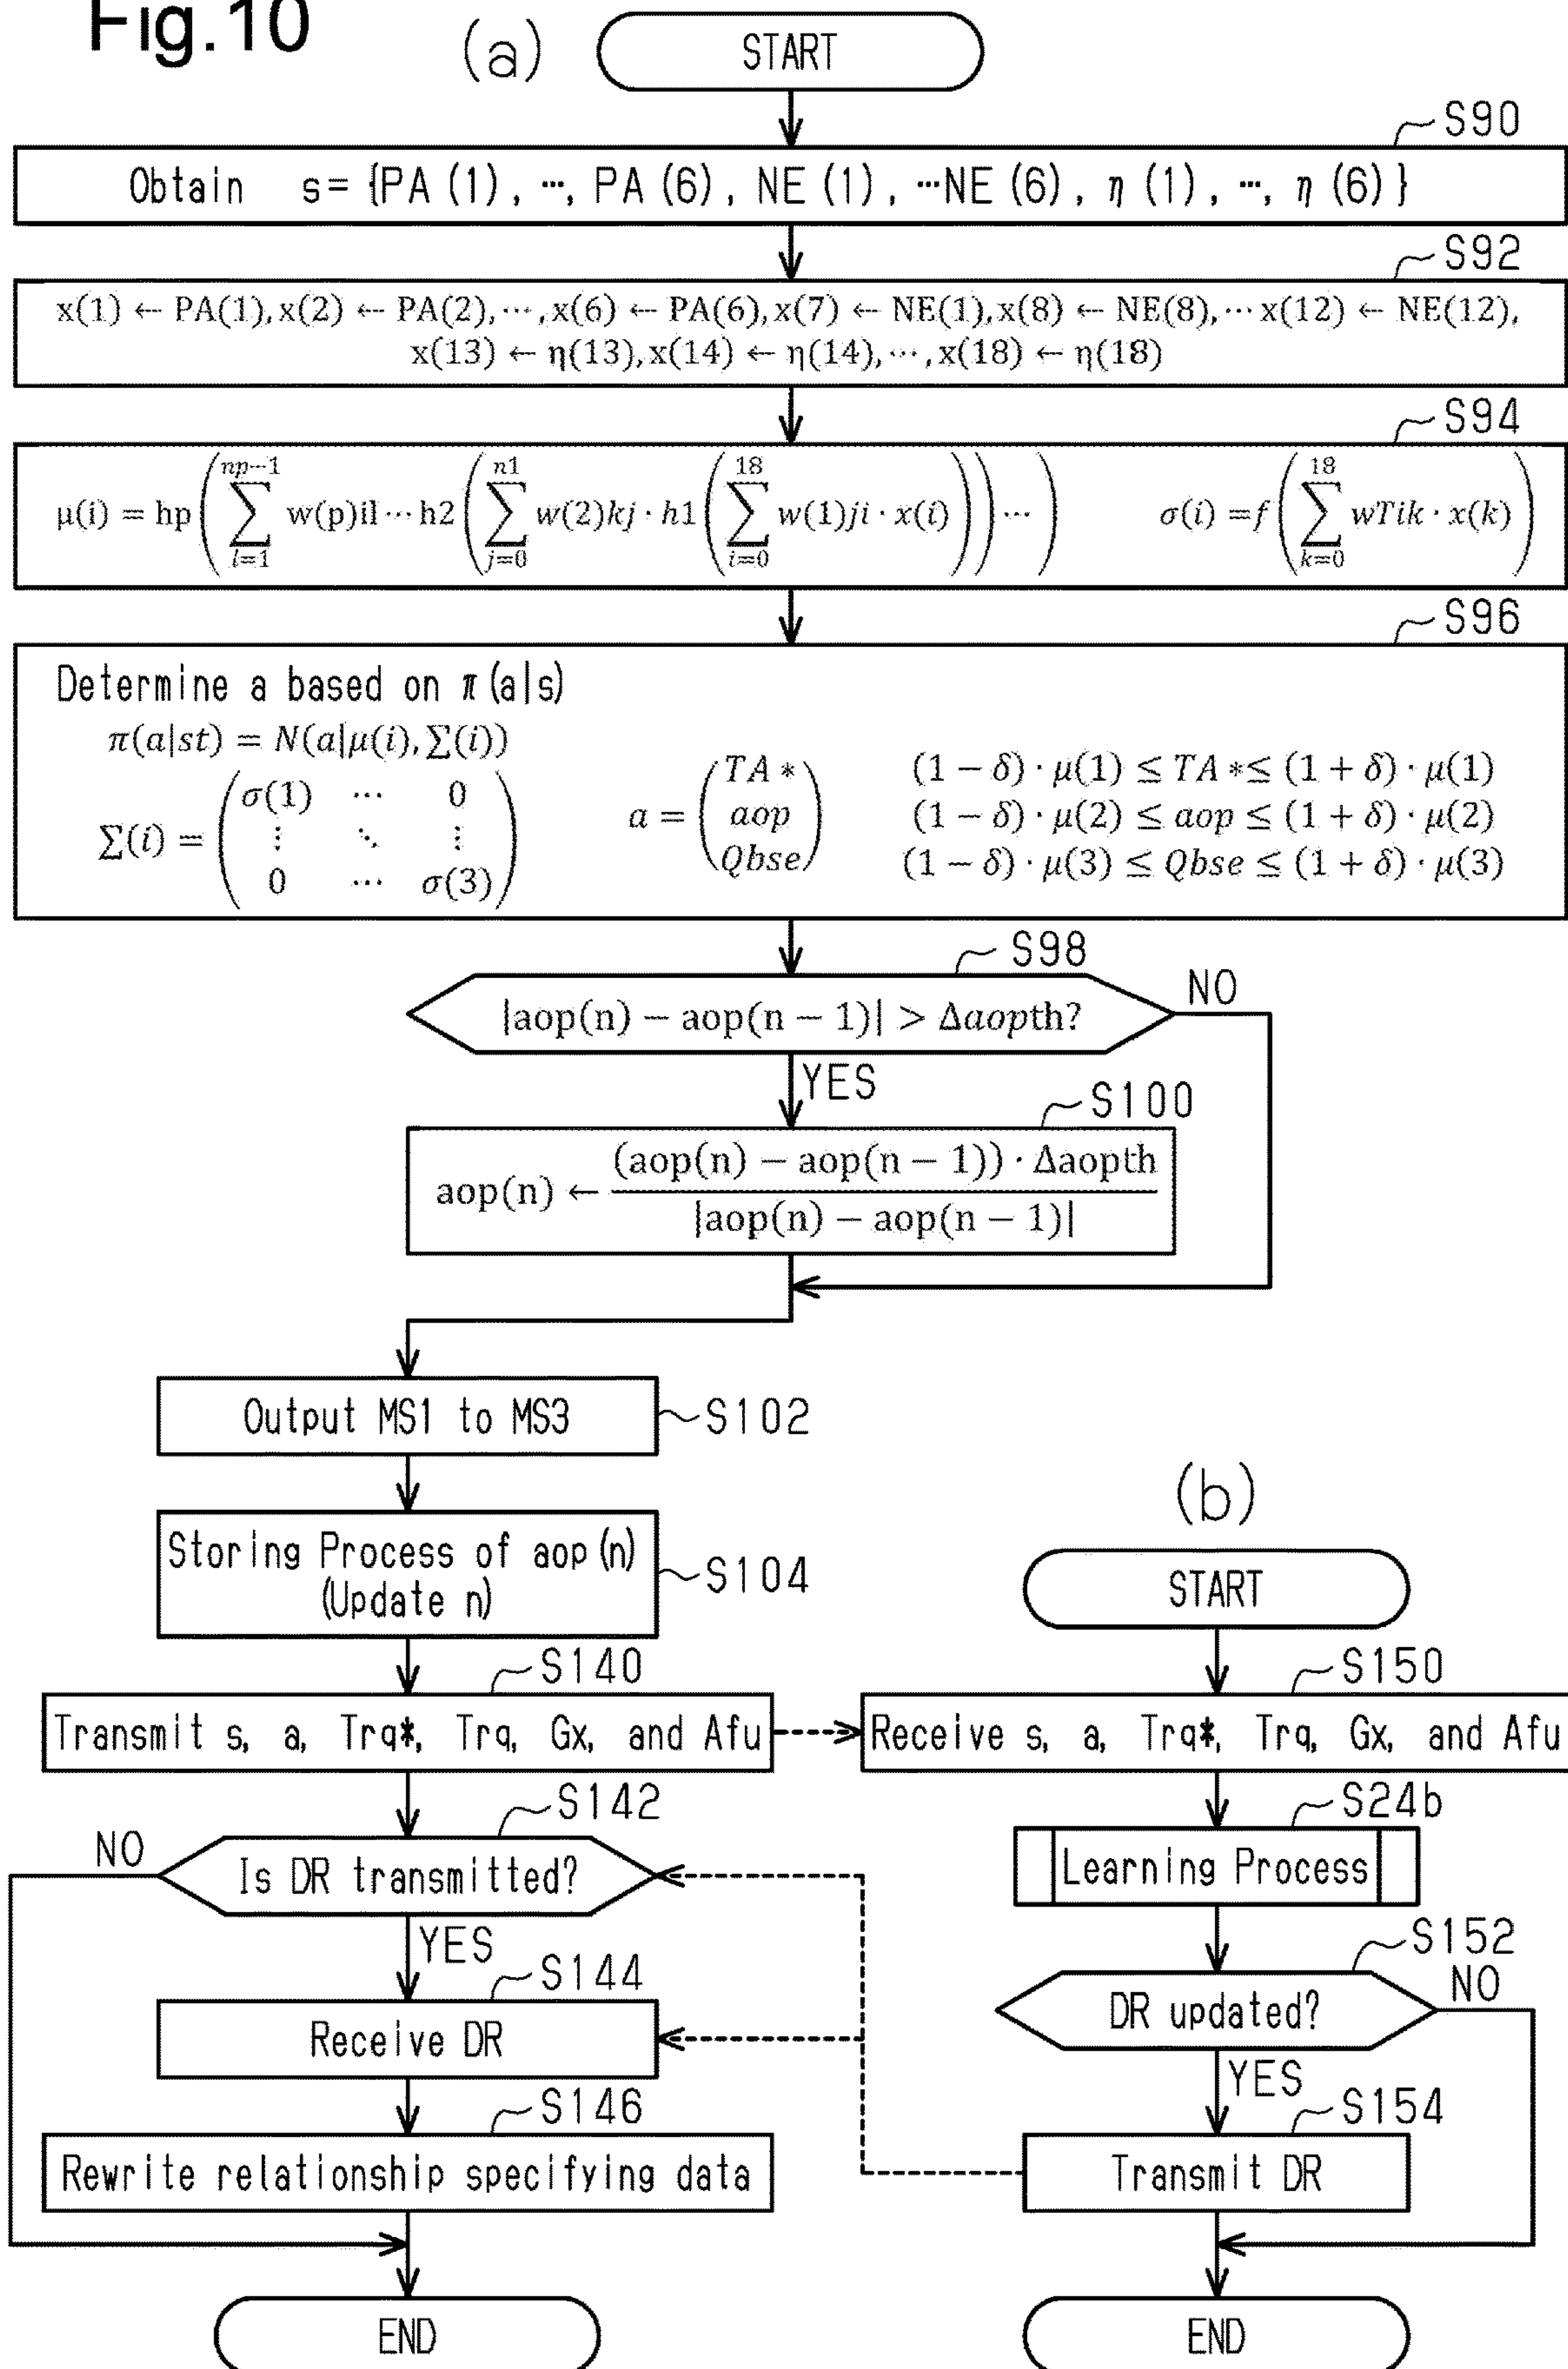 Fig.10
(a)
START
S90
Obtain s= {PA (1), ⋯, PA (6), NE (1), ⋯NE (6), η (1), ⋯, η (6)}
S92
x(1) ← PA(1), x(2) ← PA(2), ⋯, x(6) ← PA(6), x(7) ← NE(1), x(8) ← NE(8), ⋯ x(12) ← NE(12),
x(13) ← η(13), x(14) ← η(14), ⋯, x(18) ← η(18)
S94
μ(i) = hp(∑_{l=1}^{np-1} w(p)il ⋯ h2(∑_{j=0}^{n1} w(2)kj · h1(∑_{i=0}^{18} w(1)ji · x(i))) ⋯) σ(i) =f(∑_{k=0}^{18} wTik · x(k))
S96
Determine a based on π(a|s)
π(a|st) = N(a|μ(i), ∑(i))
∑(i) = (σ(1) ⋯ 0
⋮ ⋱ ⋮
0 ⋯ σ(3))
a = (TA *
aop
Qbse)
(1 − δ) · μ(1) ≤ TA * ≤ (1 + δ) · μ(1)
(1 − δ) · μ(2) ≤ aop ≤ (1 + δ) · μ(2)
(1 − δ) · μ(3) ≤ Qbse ≤ (1 + δ) · μ(3)
S98
|aop(n) − aop(n − 1)| > Δaopth?
NO
YES
S100
aop(n) ← (aop(n) − aop(n − 1)) · Δaopth
|aop(n) − aop(n − 1)|
Output MS1 to MS3
S102
Storing Process of aop(n)
(Update n)
S104
S140
Transmit s, a, Trq*, Trq, Gx, and Afu
S142
Is DR transmitted?
NO
YES
S144
Receive DR
S146
Rewrite relationship specifying data
END
(b)
START
S150
Receive s, a, Trq*, Trq, Gx, and Afu
S24b
Learning Process
S152
DR updated?
NO
YES
S154
Transmit DR
END